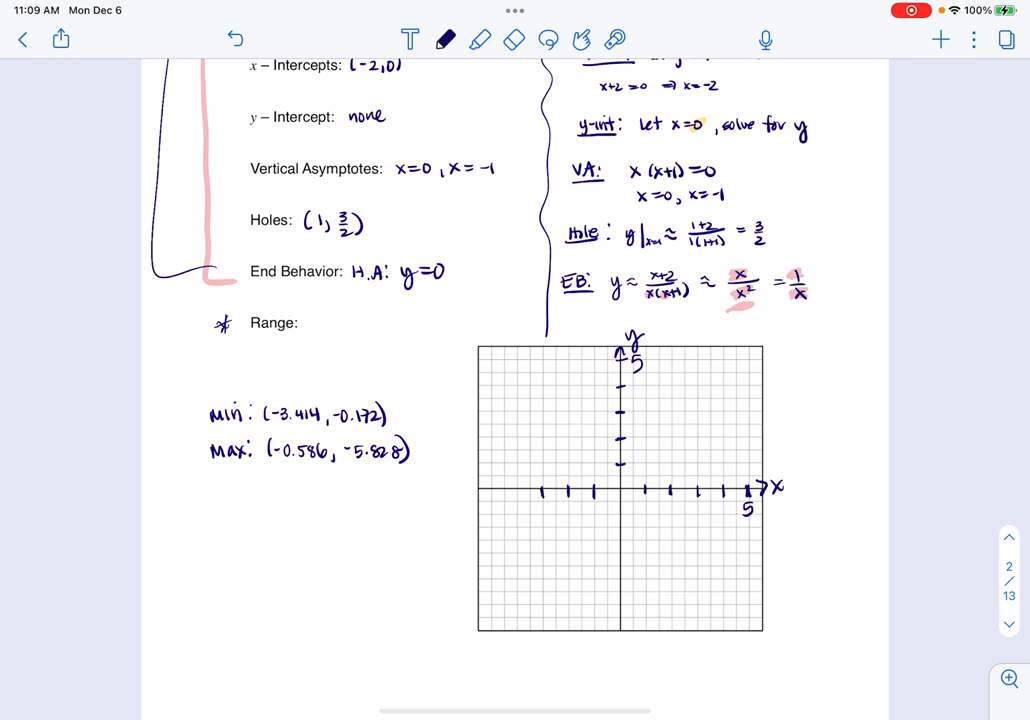 11:09 AM Mon Dec 6
100%
x – Intercepts: (-2,0)
y – Intercept: none
Vertical Asymptotes: x=0, x=-1
Holes: (1, 3/2)
End Behavior: H.A: y=0
* Range:
Min: (-3.414, -0.172)
Max: (-0.586, -5.828)
x+2=0 ⇒ x=-2
y-int: Let x=0, solve for y
VA: x(x+1)=0
x=0, x=-1
Hole: y|x=1 ≈ 1+2/1(1+1) = 3/2
EB: y ≈ x+2/x(x+1) ≈ x/x² = 1/x
y
5
x
5
2
/
13